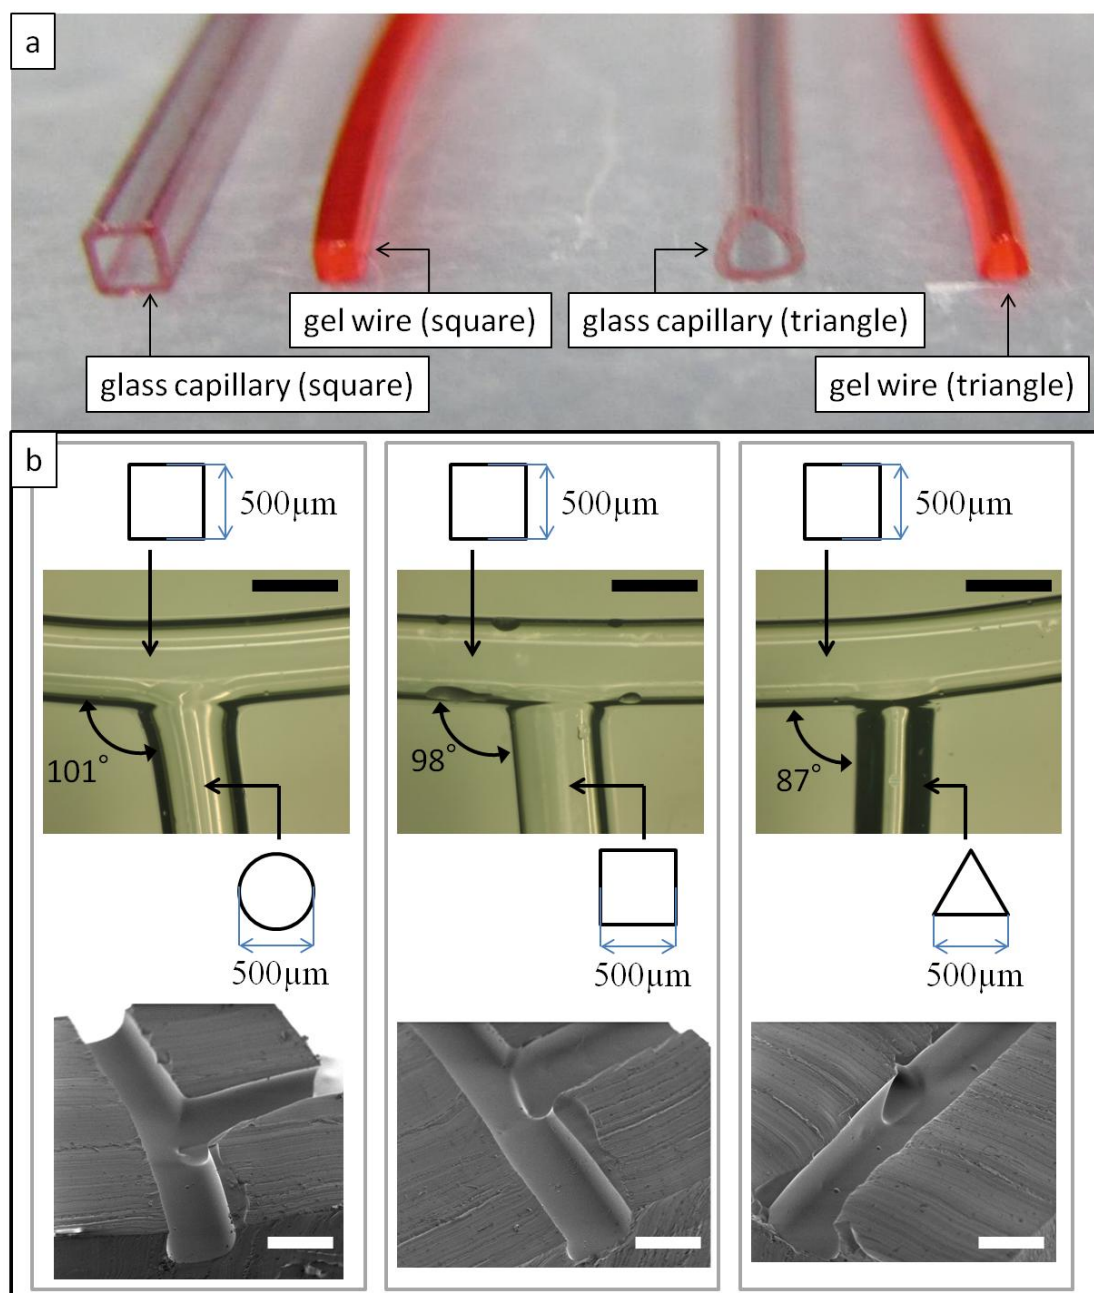 a
gel wire (square)
glass capillary (triangle)
glass capillary (square)
gel wire (triangle)
b
500µm
500µm
500µm
101°
98°
87°
500µm
500µm
500µm